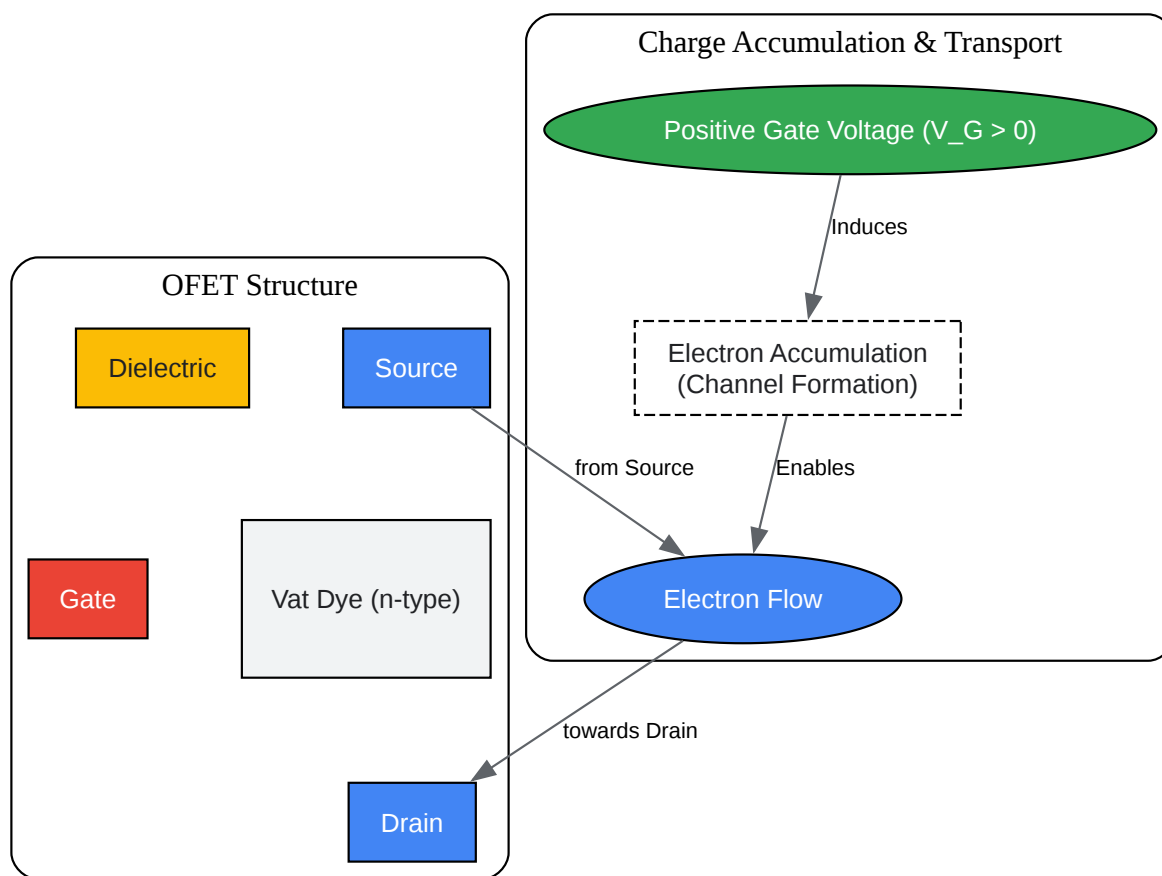 Charge Accumulation & Transport
Positive Gate Voltage (V_G > 0)
Induces
OFET Structure
Dielectric
Source
Electron Accumulation
(Channel Formation)
from Source
Enables
Gate
Vat Dye (n-type)
Electron Flow
towards Drain
Drain